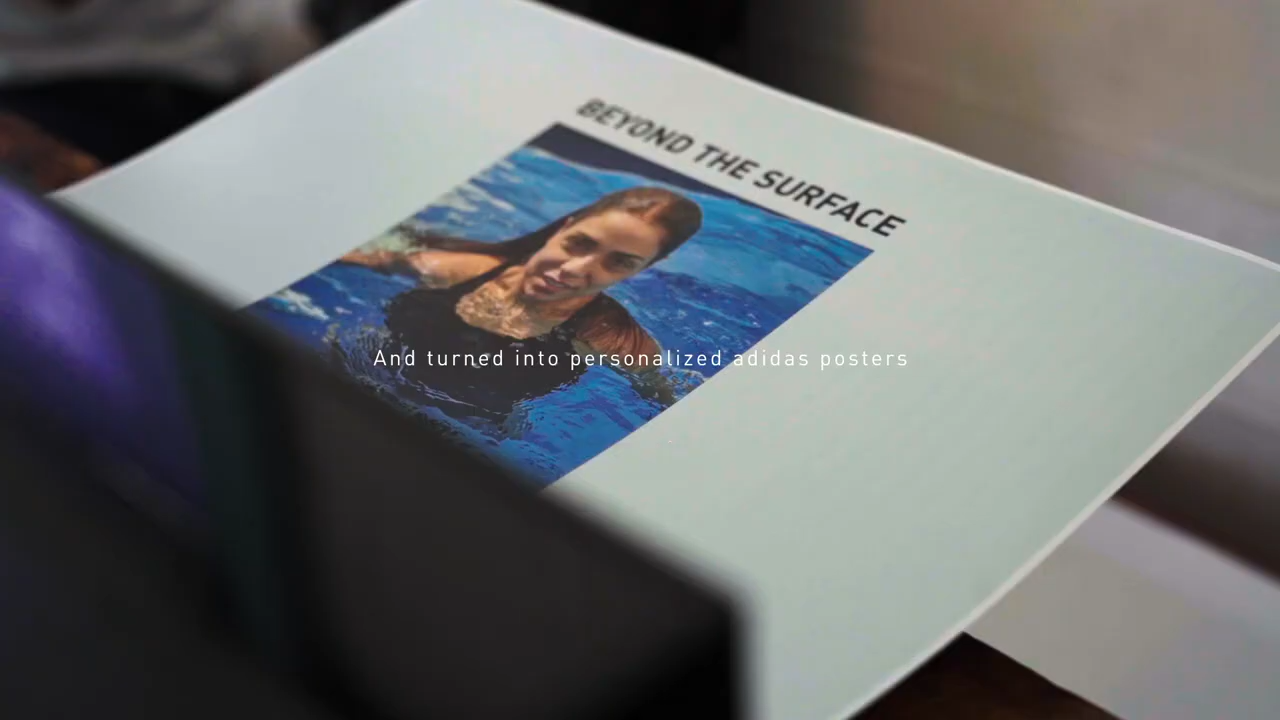 BEYOND THE SURFACE
And turned into personalized adidas posters